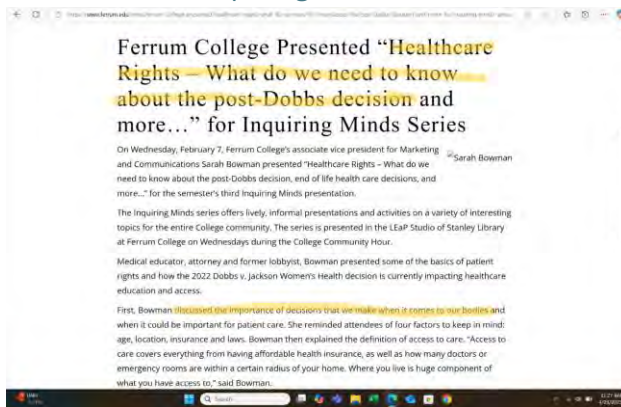 Ferrum College Presented “Healthcare
Rights – What do we need to know
about the post-Dobbs decision and
more…” for Inquiring Minds Series
On Wednesday, February 7, Ferrum College's associate vice president for Marketing
and Communications Sarah Bowman presented “Healthcare Rights – What do we
need to know about the post-Dobbs decision, end of life health care decisions, and
more...” for the semester's third Inquiring Minds presentation.
Sarah Bowman
The Inquiring Minds series offers lively, informal presentations and activities on a variety of interesting
topics for the entire College community. The series is presented in the LEaP Studio of Stanley Library
at Ferrum College on Wednesdays during the College Community Hour.
Medical educator, attorney and former lobbyist, Bowman presented some of the basics of patient
rights and how the 2022 Dobbs v. Jackson Women's Health decision is currently impacting healthcare
education and access.
First, Bowman discussed the importance of decisions that we make when it comes to our bodies and
when it could be important for patient care. She reminded attendees of four factors to keep in mind:
age, location, insurance and laws. Bowman then explained the definition of access to care. “Access to
care covers everything from having affordable health insurance, as well as how many doctors or
emergency rooms are within a certain radius of your home. Where you live is huge component of
what you have access to,” said Bowman.
Search